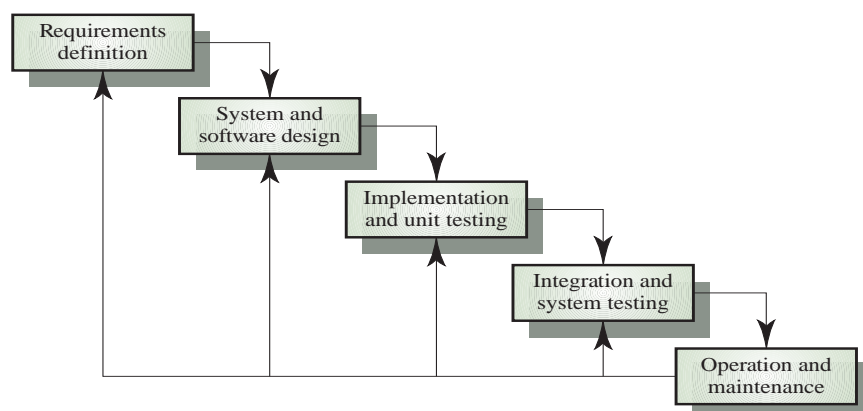 Requirements
definition
System and
software design
Implementation
and unit testing
Integration and
system testing
Operation and
maintenance